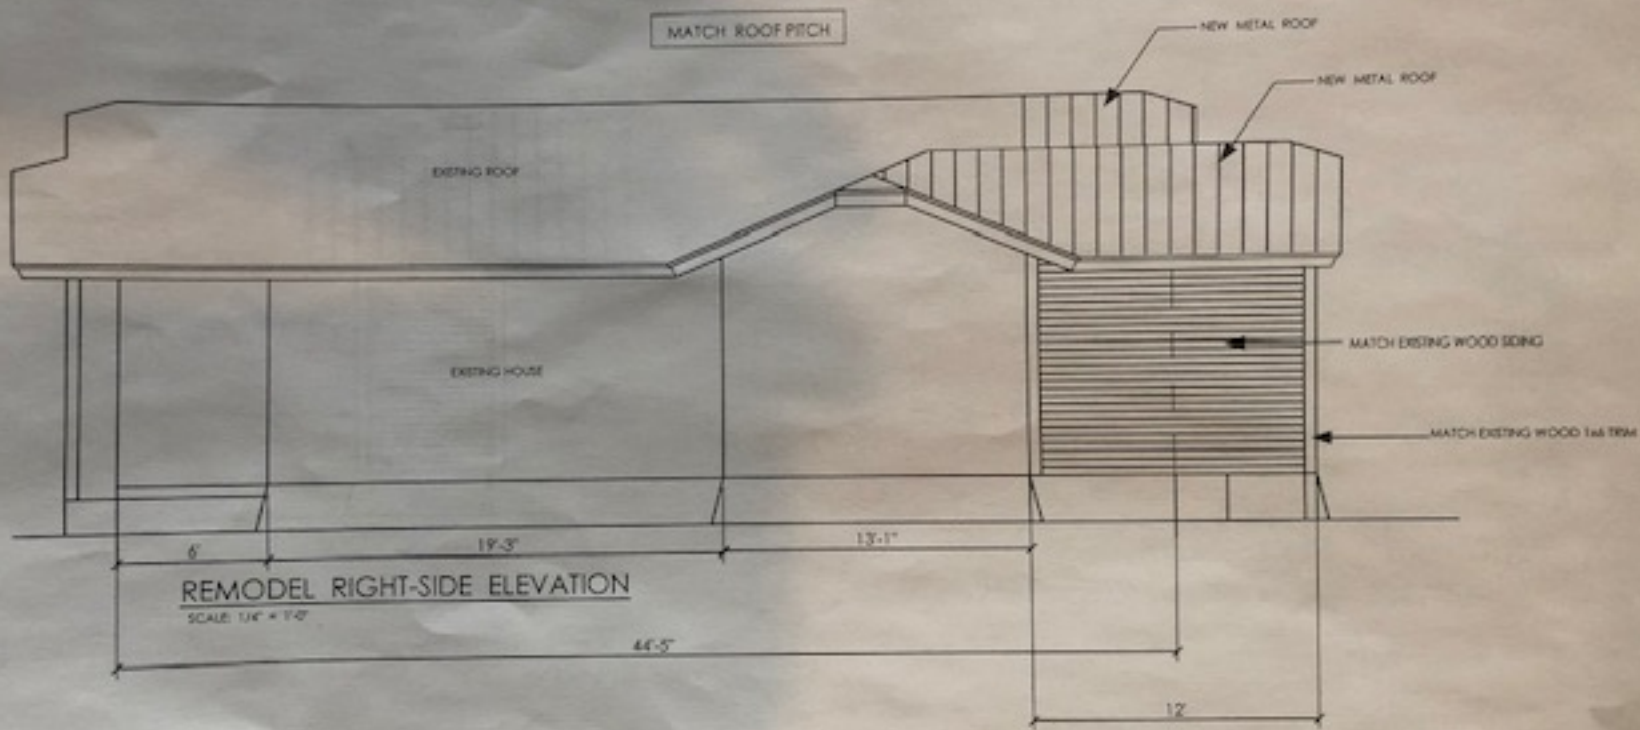 MATCH ROOF PITCH
NEW METAL ROOF
NEW METAL ROOF
EXISTING ROOF
EXISTING HOUSE
MATCH EXISTING WOOD SIDING
MATCH EXISTING WOOD 1x6 TRIM
6'
19'-3"
13'-1"
REMODEL RIGHT-SIDE ELEVATION
SCALE: 1/4" = 1'-0"
44'-5"
12'